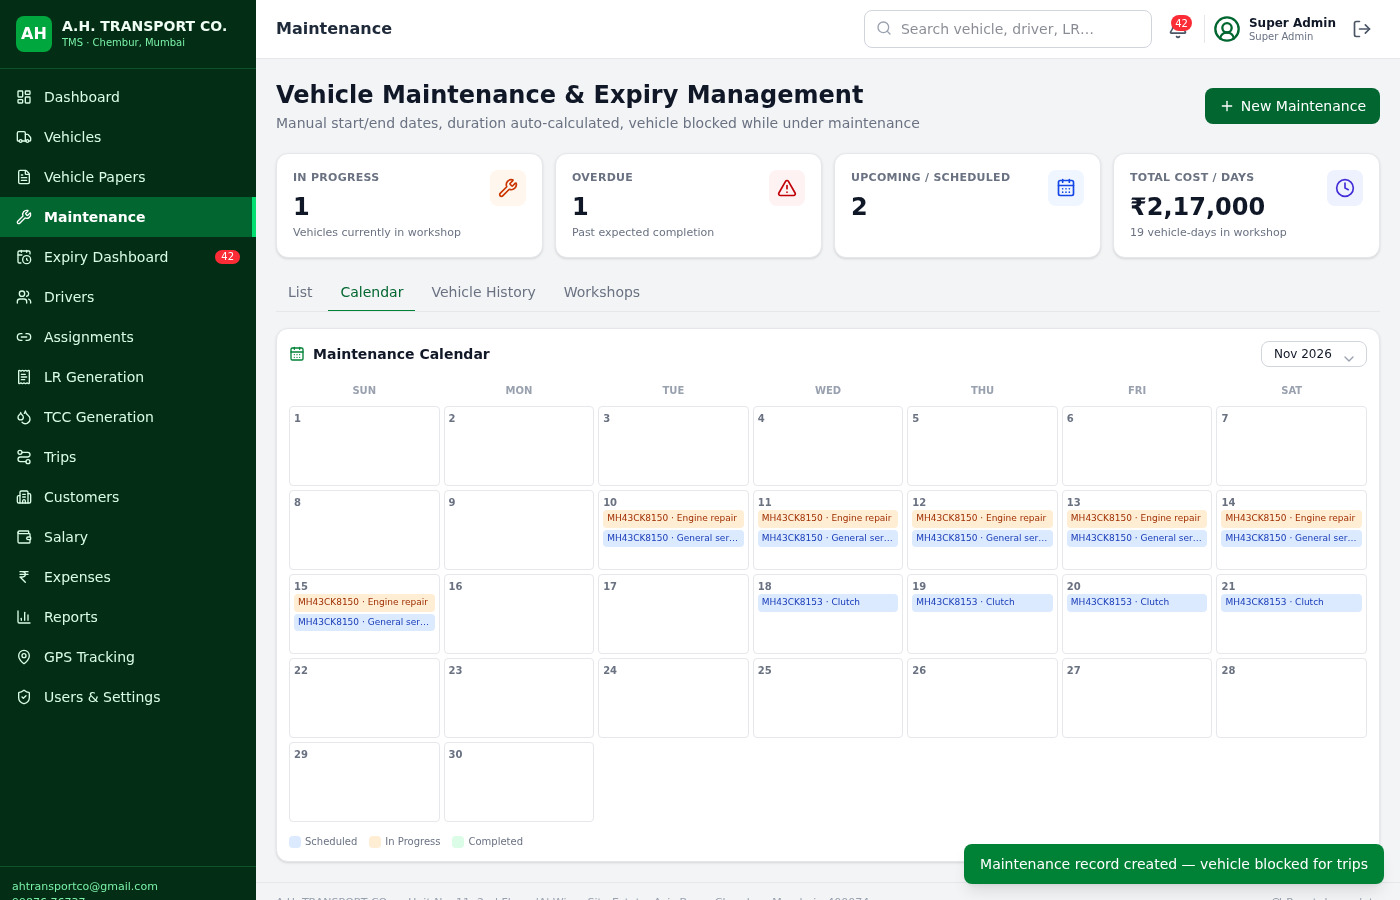 AH
A.H. TRANSPORT CO.
TMS · Chembur, Mumbai
Dashboard
Vehicles
Vehicle Papers
Maintenance
Expiry Dashboard 42
Drivers
Assignments
LR Generation
TCC Generation
Trips
Customers
Salary
Expenses
Reports
GPS Tracking
Users & Settings
ahtransportco@gmail.com
Maintenance
Search vehicle, driver, LR...
42
Super Admin
Super Admin
Vehicle Maintenance & Expiry Management
Manual start/end dates, duration auto-calculated, vehicle blocked while under maintenance
+ New Maintenance
IN PROGRESS
1
Vehicles currently in workshop
OVERDUE
1
Past expected completion
UPCOMING / SCHEDULED
2
TOTAL COST / DAYS
₹2,17,000
19 vehicle-days in workshop
List Calendar Vehicle History Workshops
Maintenance Calendar
Nov 2026
SUN MON TUE WED THU FRI SAT
1 2 3 4 5 6 7
8 9 10 11 12 13 14
MH43CK8150 · Engine repair MH43CK8150 · Engine repair MH43CK8150 · Engine repair MH43CK8150 · Engine repair MH43CK8150 · Engine repair
MH43CK8150 · General ser... MH43CK8150 · General ser... MH43CK8150 · General ser... MH43CK8150 · General ser... MH43CK8150 · General ser...
15 16 17 18 19 20 21
MH43CK8150 · Engine repair MH43CK8153 · Clutch MH43CK8153 · Clutch MH43CK8153 · Clutch MH43CK8153 · Clutch
MH43CK8150 · General ser...
22 23 24 25 26 27 28
29 30
Scheduled In Progress Completed
Maintenance record created — vehicle blocked for trips